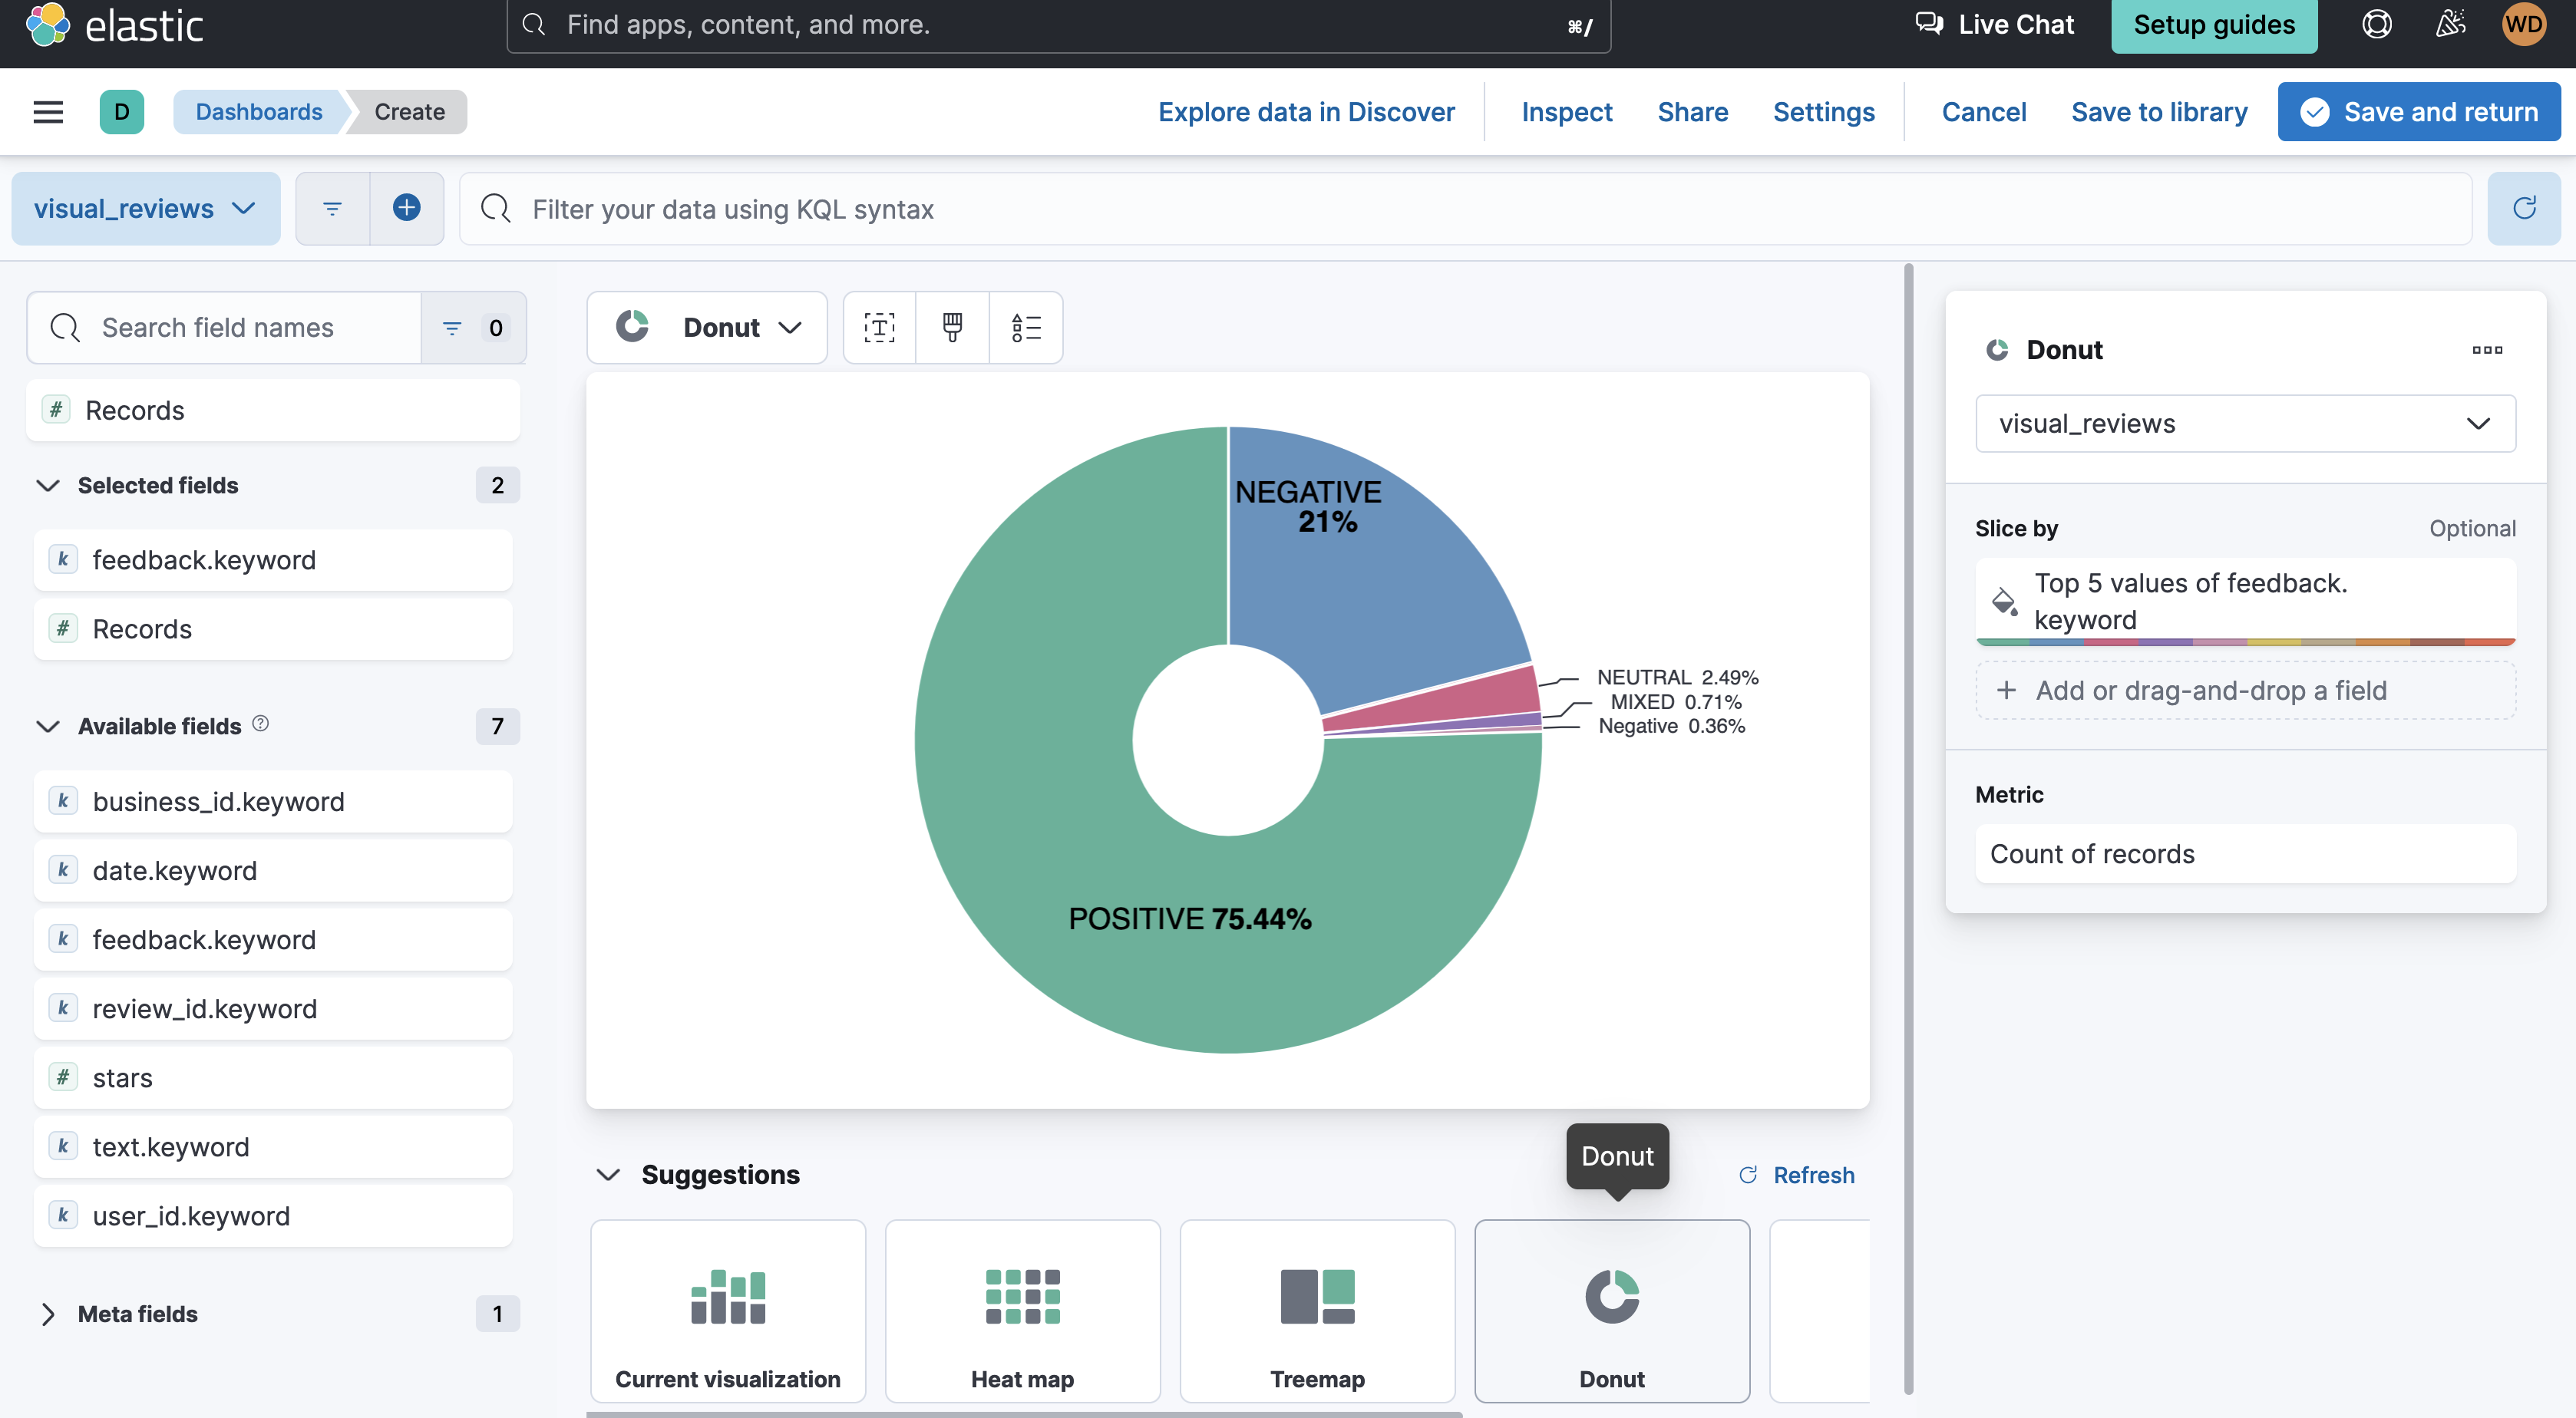 elastic
Find apps, content, and more.
⌘/
Live Chat
Setup guides
WD
D
Dashboards
Create
Explore data in Discover
Inspect
Share
Settings
Cancel
Save to library
Save and return
visual_reviews
Filter your data using KQL syntax
Search field names
0
Records
Selected fields
2
k feedback.keyword
# Records
Available fields
7
k business_id.keyword
k date.keyword
k feedback.keyword
k review_id.keyword
# stars
k text.keyword
k user_id.keyword
Meta fields
1
Donut
NEGATIVE
21%
NEUTRAL 2.49%
MIXED 0.71%
Negative 0.36%
POSITIVE 75.44%
Suggestions
Donut
Refresh
Current visualization
Heat map
Treemap
Donut
Donut
visual_reviews
Slice by
Optional
Top 5 values of feedback.
keyword
+ Add or drag-and-drop a field
Metric
Count of records